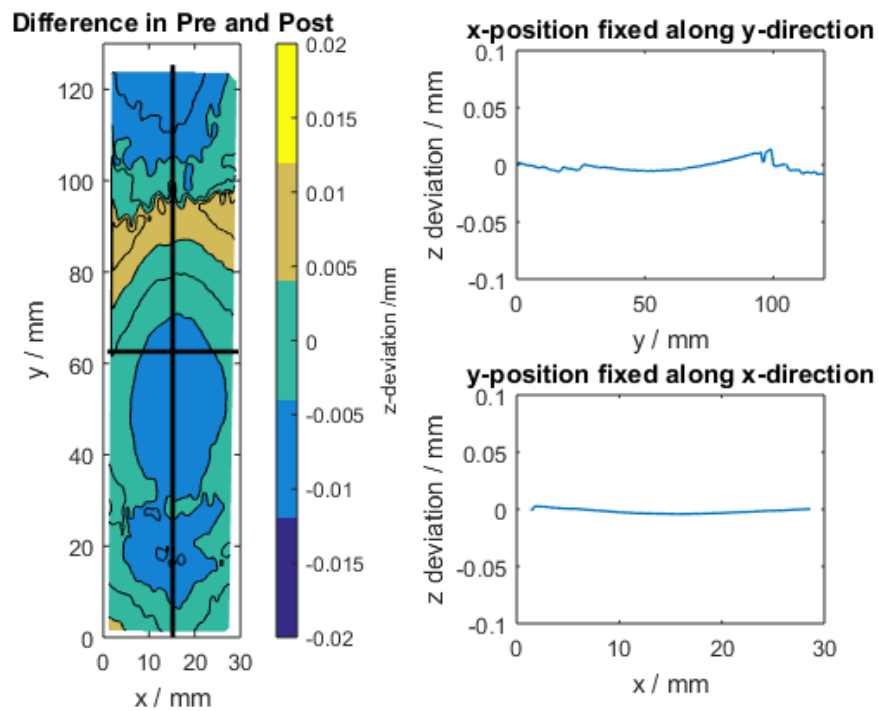 Difference in Pre and Post
120
100
80
60
40
20
0
0 10 20 30
x / mm
y / mm
0.02
0.015
0.01
0.005
0
-0.005
-0.01
-0.015
-0.02
z-deviation /mm
x-position fixed along y-direction
0.1
0.05
0
-0.05
-0.1
0 50 100
y / mm
z deviation / mm
y-position fixed along x-direction
0.1
0.05
0
-0.05
-0.1
0 10 20 30
x / mm
z deviation / mm